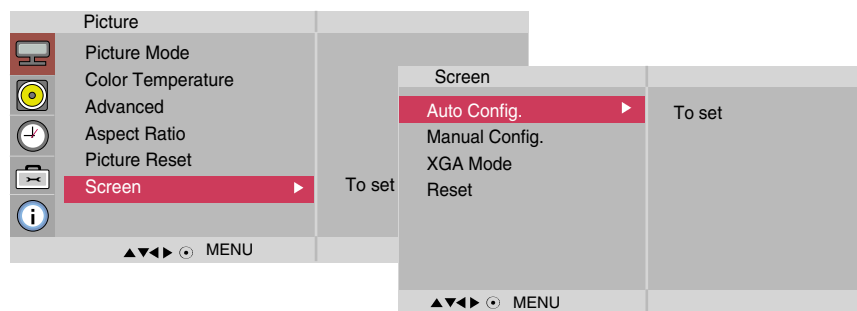 Picture
Picture Mode
Color Temperature
Advanced
Aspect Ratio
Picture Reset
Screen ▶
To set
▲▼◀▶ ⊙ MENU
Screen
Auto Config. ▶
To set
Manual Config.
XGA Mode
Reset
▲▼◀▶ ⊙ MENU